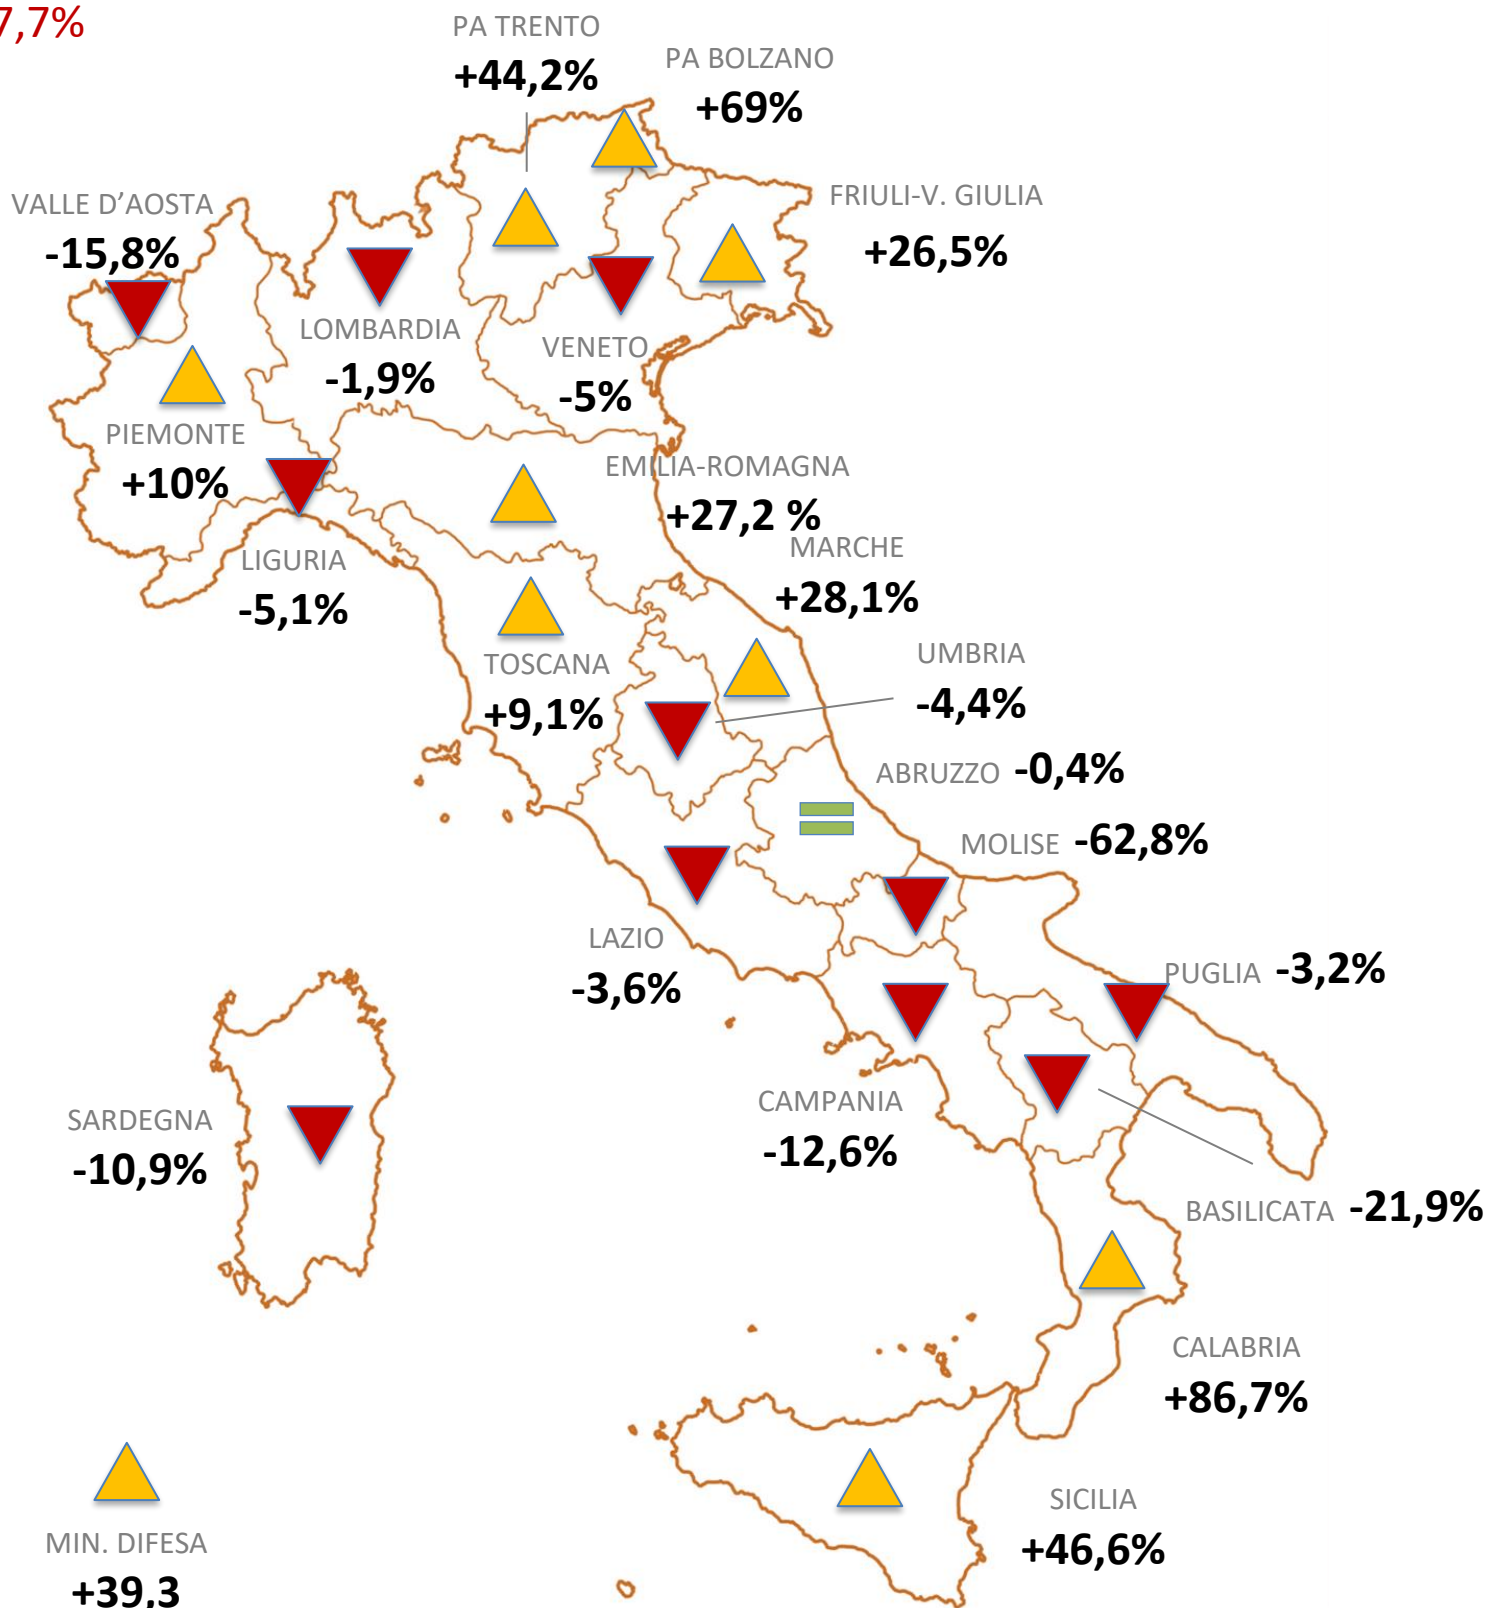 7,7%
PA TRENTO
+44,2%
PA BOLZANO
+69%
VALLE D’AOSTA
-15,8%
FRIULI-V. GIULIA
+26,5%
LOMBARDIA
-1,9%
VENETO
-5%
PIEMONTE
+10%
EMILIA-ROMAGNA
+27,2 %
LIGURIA
-5,1%
MARCHE
+28,1%
TOSCANA
+9,1%
UMBRIA
-4,4%
ABRUZZO -0,4%
MOLISE -62,8%
LAZIO
-3,6%
PUGLIA -3,2%
SARDEGNA
-10,9%
CAMPANIA
-12,6%
BASILICATA -21,9%
CALABRIA
+86,7%
SICILIA
+46,6%
MIN. DIFESA
+39,3